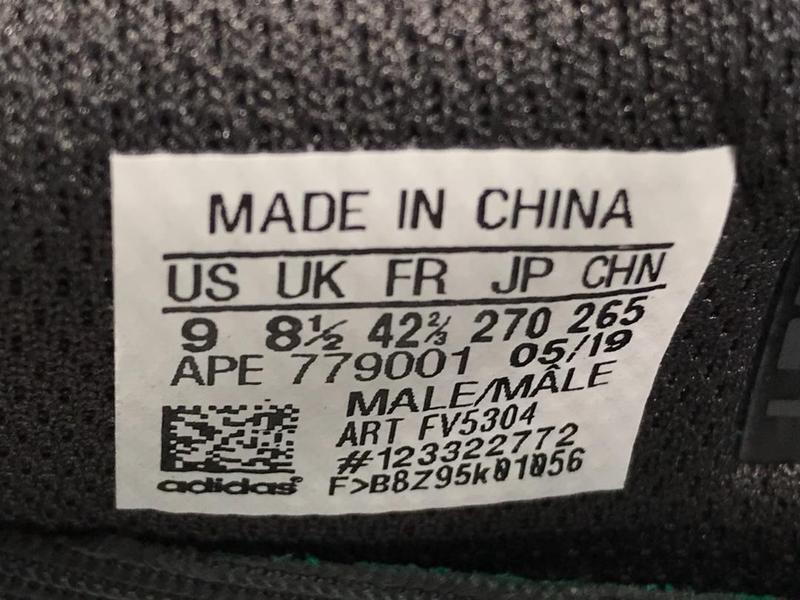 MADE IN CHINA
US UK FR JP CHN
9 8½ 42⅔ 270 265
APE 779001 05/19
MALE/MÂLE
ART FV5304
#123322772
adidas® F>B8Z95k01056